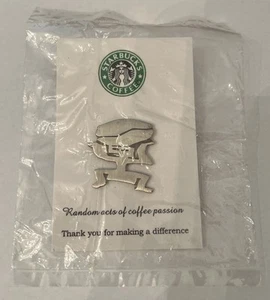 STARBUCKS
COFFEE
Random acts of coffee passion
Thank you for making a difference